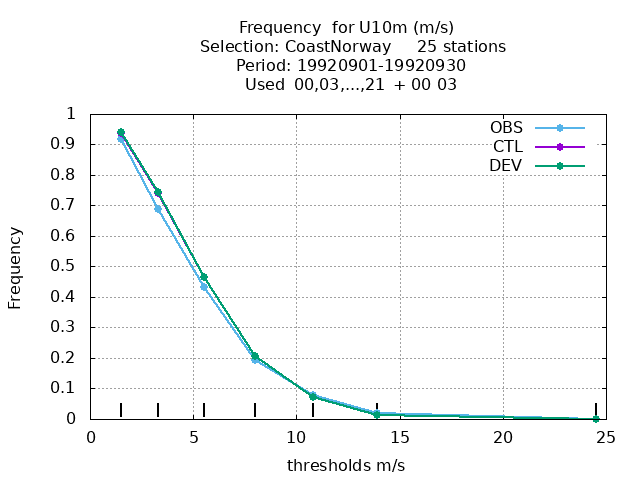 Frequency  for U10m (m/s)
Selection: CoastNorway     25 stations
Period: 19920901-19920930
Used  00,03,...,21  + 00 03
OBS
CTL
DEV
1
0.9
0.8
0.7
0.6
0.5
0.4
0.3
0.2
0.1
0
Frequency
0 5 10 15 20 25
thresholds m/s